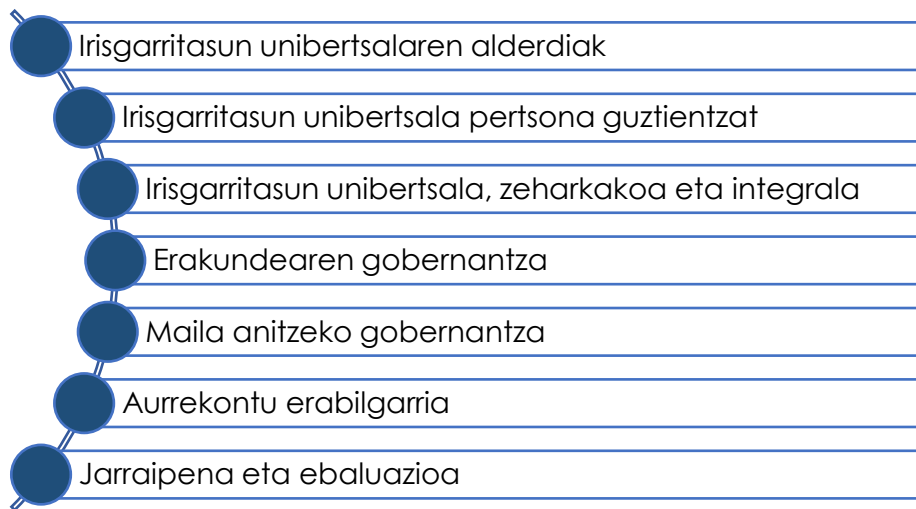 Irisgarritasun unibertsalaren alderdiak
Irisgarritasun unibertsala pertsona guztientzat
Irisgarritasun unibertsala, zeharkakoa eta integrala
Erakundearen gobernantza
Maila anitzeko gobernantza
Aurrekontu erabilgarria
Jarraipena eta ebaluazioa